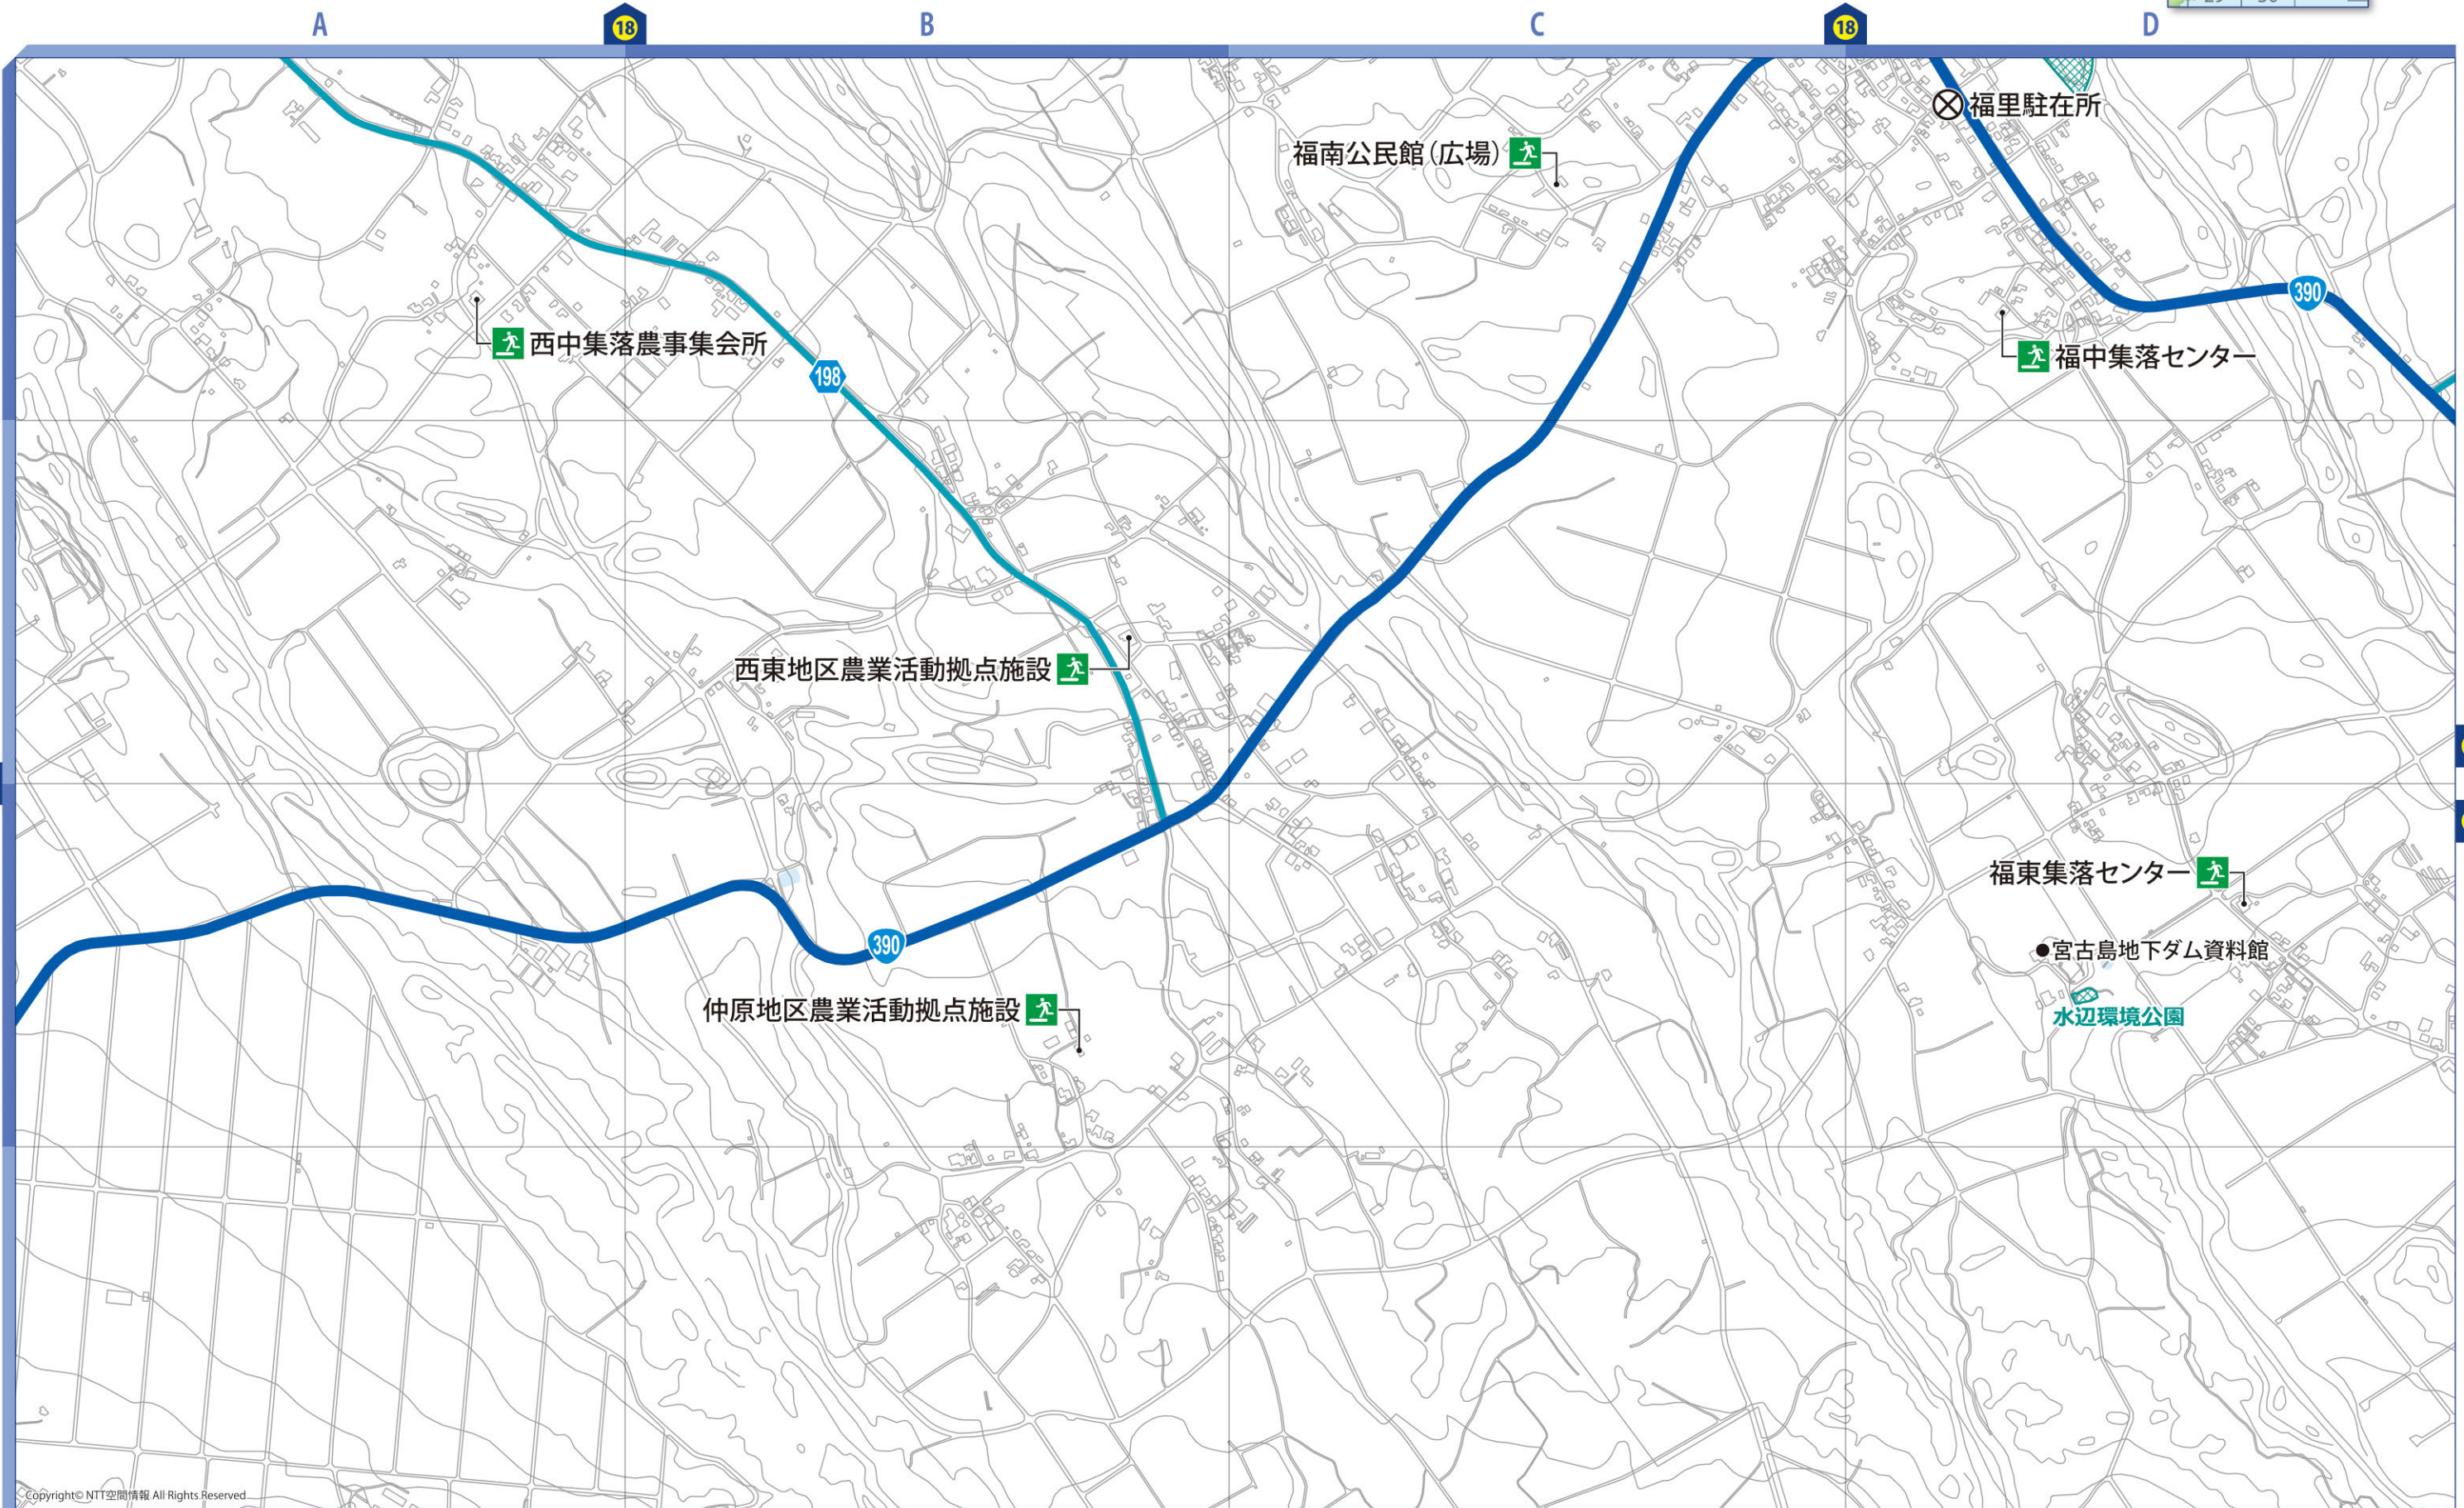 A
18
B
C
18
D
福里駐在所
福南公民館(広場)
390
西中集落農事集会所
福中集落センター
198
西東地区農業活動拠点施設
福東集落センター
390
宮古島地下ダム資料館
仲原地区農業活動拠点施設
水辺環境公園
Copyright© NTT空間情報 All Rights Reserved